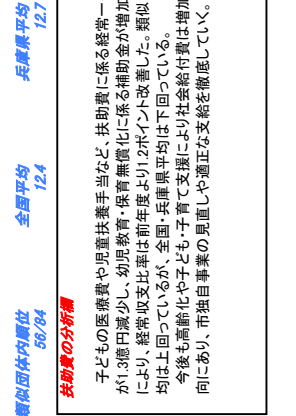 類似団体内順位
56/84
全国平均
12.4
兵庫県平均
12.7
扶助費の分析欄
子どもの医療費や児童扶養手当など、扶助費に係る経常一
が1.3億円減少し、幼児教育・保育無償化に係る補助金が増加
により、経常収支比率は前年度より1.2ポイント改善した。類似
均は上回っているが、全国・兵庫県平均は下回っている。
今後も高齢化や子ども・子育て支援により社会給付費は増加
向にあり、市独自事業の見直しや適正な支給を徹底していく。